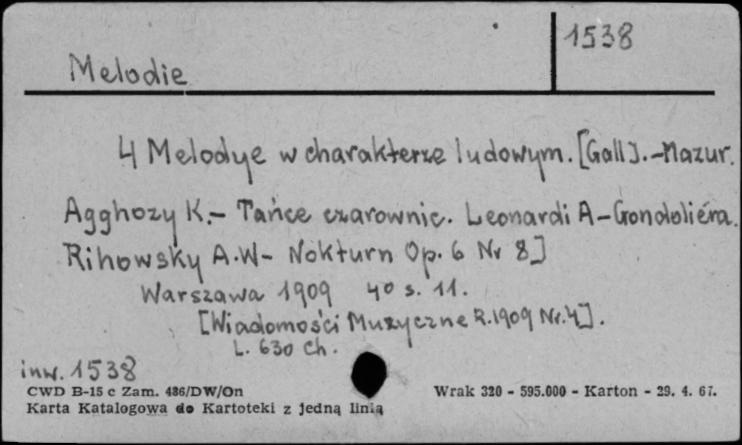 1538
Melodie
4 Melodye w charakterze ludowym. [Gall]. - Mazur.
Agghozy K. - Tańce czarownic. Leonardi A - Gondoliéra.
Rihowsky A.W - Nokturn Op. 6 Nr 8]
Warszawa 1909 4o s. 11.
[Wiadomości Muzyczne R.1909 Nr.4].
L. 630 Ch.
inw. 1538
CWD B-15 c Zam. 486/DW/On Wrak 320 - 595.000 - Karton - 29. 4. 67.
Karta Katalogowa do Kartoteki z jedną linią